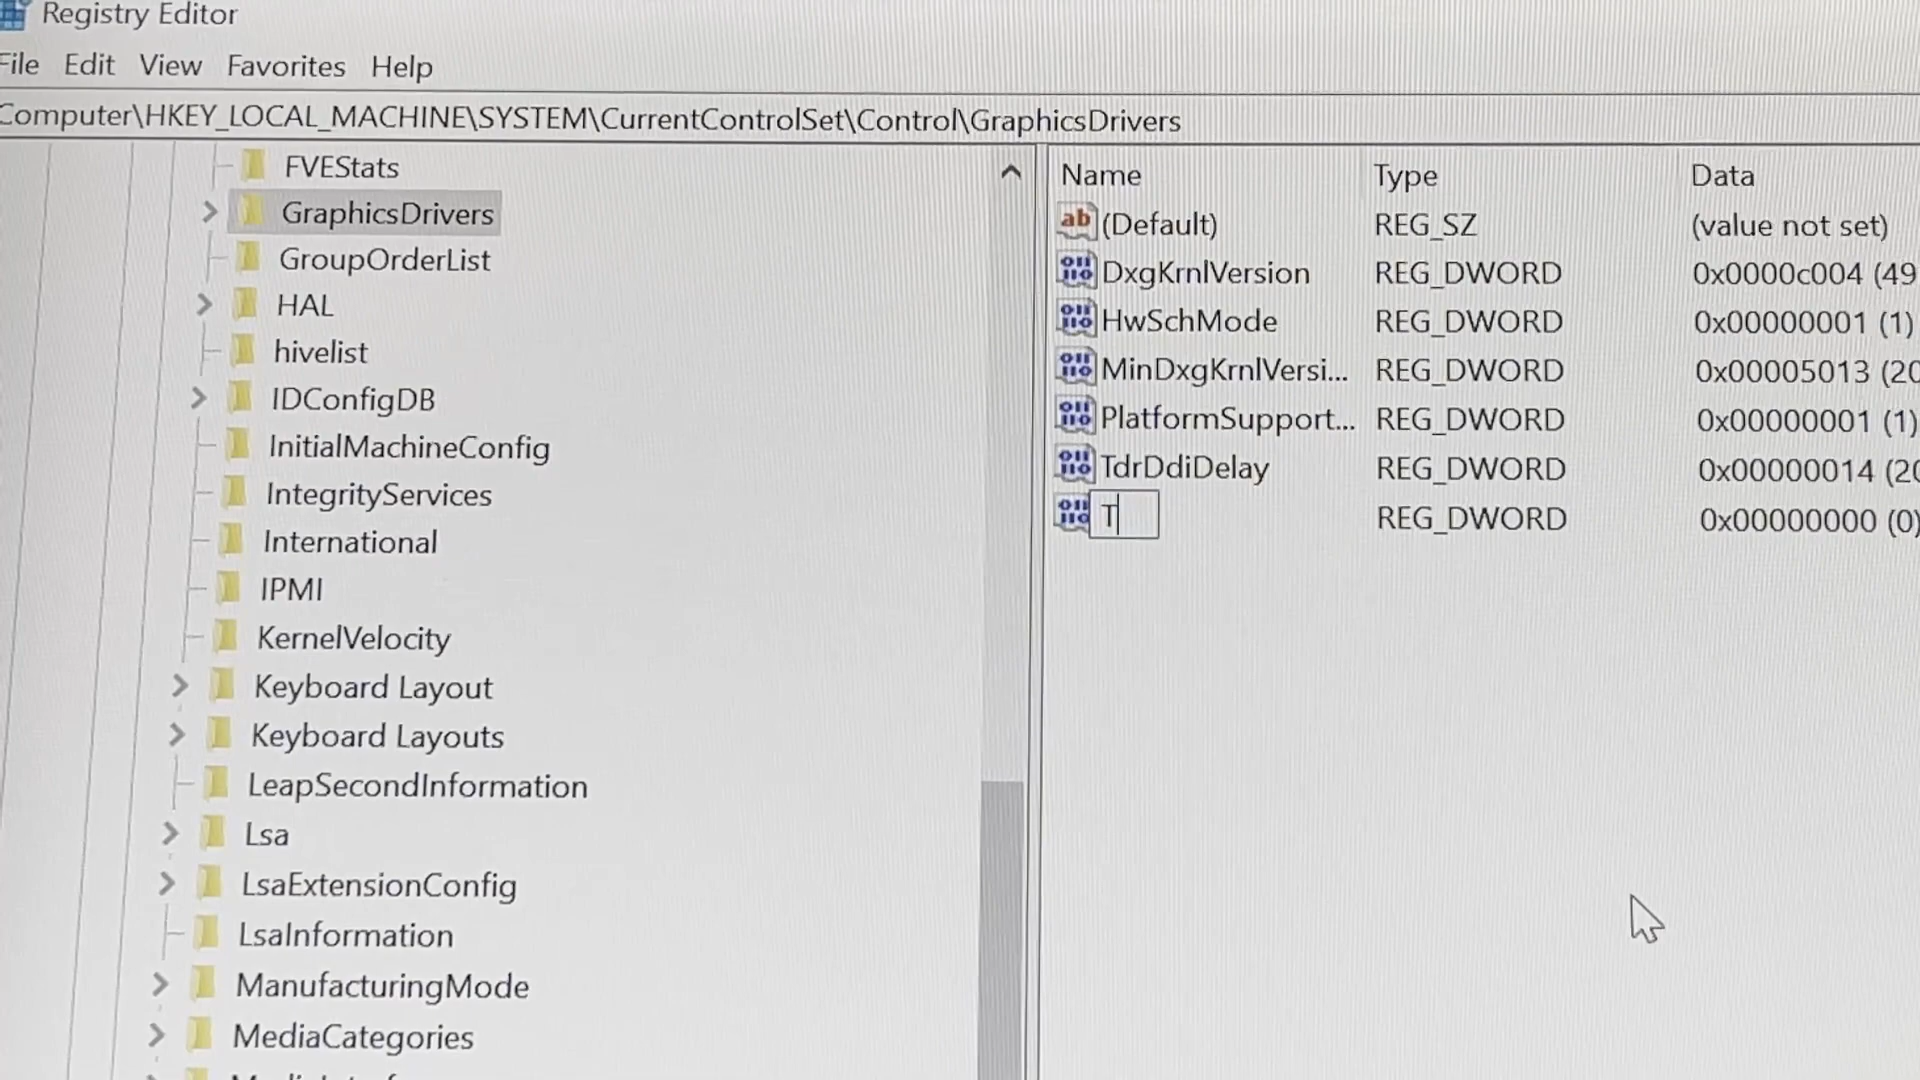 Registry Editor
File Edit View Favorites Help
Computer\HKEY_LOCAL_MACHINE\SYSTEM\CurrentControlSet\Control\GraphicsDrivers
FVEStats
GraphicsDrivers
GroupOrderList
HAL
hivelist
IDConfigDB
InitialMachineConfig
IntegrityServices
International
IPMI
KernelVelocity
Keyboard Layout
Keyboard Layouts
LeapSecondInformation
Lsa
LsaExtensionConfig
LsaInformation
ManufacturingMode
MediaCategories
Name Type Data
(Default) REG_SZ (value not set)
DxgKrnlVersion REG_DWORD 0x0000c004 (49
HwSchMode REG_DWORD 0x00000001 (1)
MinDxgKrnlVersi... REG_DWORD 0x00005013 (20
PlatformSupport... REG_DWORD 0x00000001 (1)
TdrDdiDelay REG_DWORD 0x00000014 (20
T REG_DWORD 0x00000000 (0)